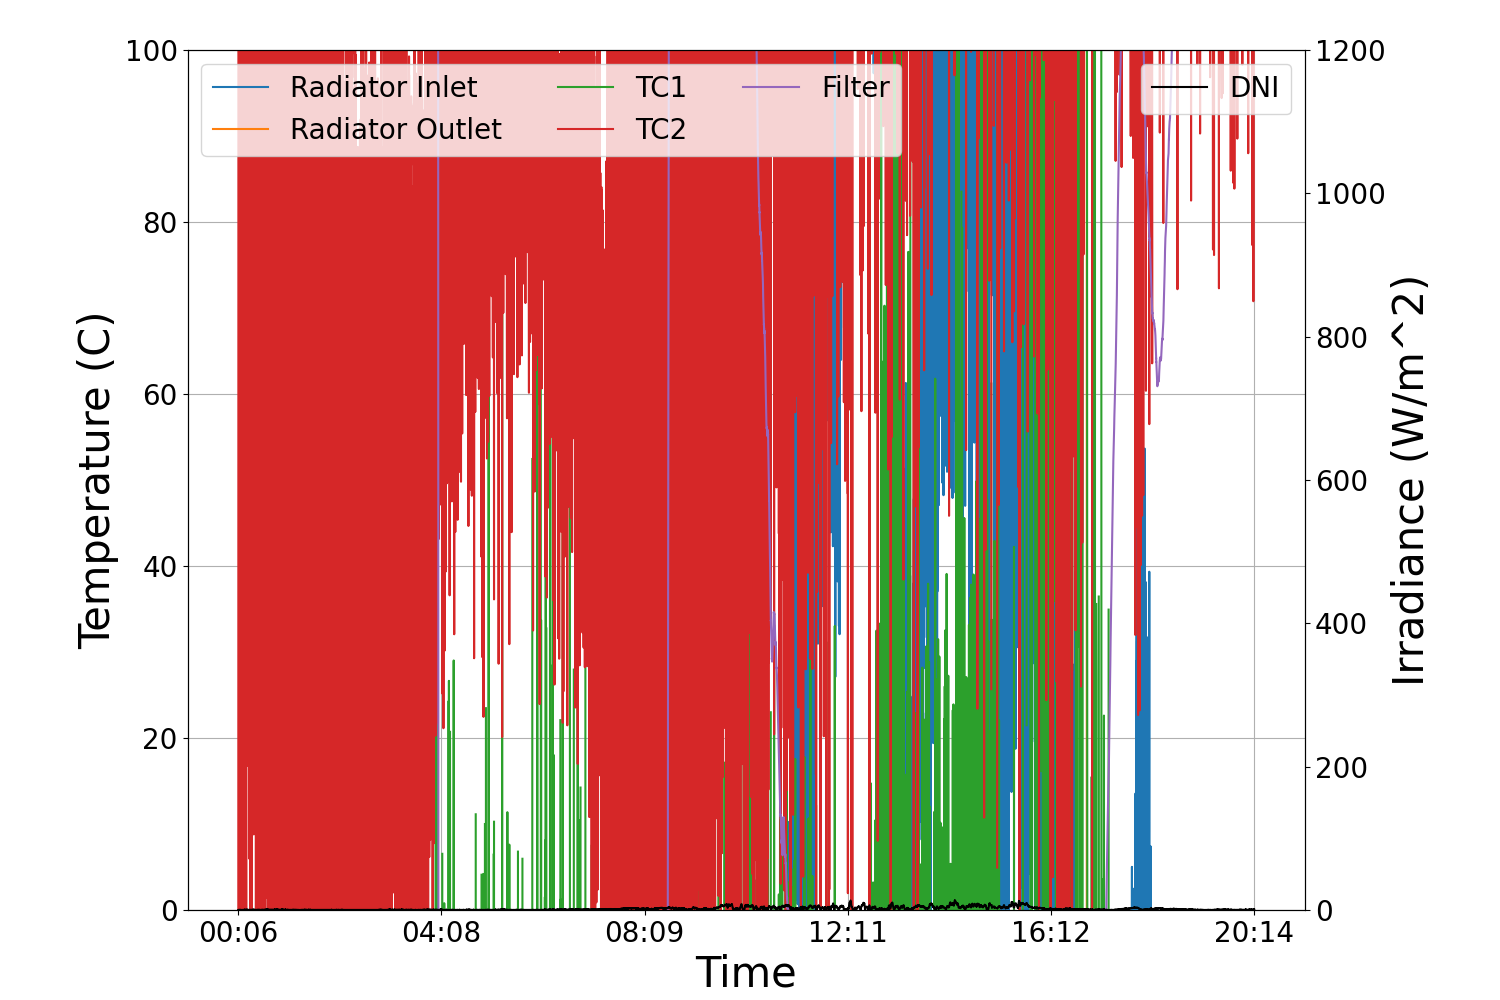 Radiator Inlet
Radiator Outlet
TC1
TC2
Filter
DNI
100
80
60
40
20
0
Temperature (C)
1200
1000
800
600
400
200
0
Irradiance (W/m^2)
00:06 04:08 08:09 12:11 16:12 20:14
Time